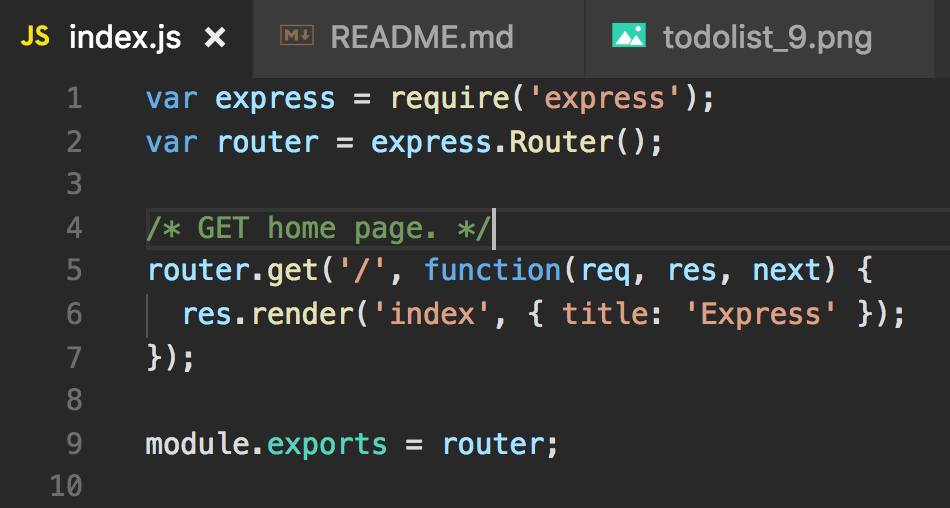 JS index.js × M↓ README.md todolist_9.png
1 var express = require('express');
2 var router = express.Router();
3
4 /* GET home page. */
5 router.get('/', function(req, res, next) {
6   res.render('index', { title: 'Express' });
7 });
8
9 module.exports = router;
10